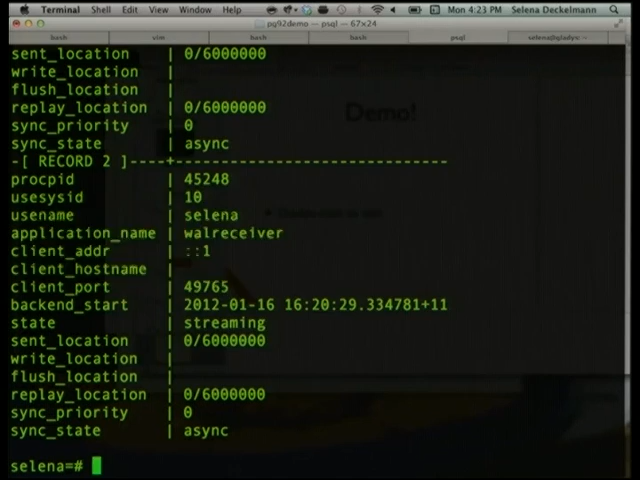 Terminal Shell Edit View Window Help Mon 4:23 PM Selena Deckelmann
pg92demo — psql — 67×24
bash vim bash bash psql selena@gladys: ~
sent_location | 0/6000000
write_location |
flush_location |
replay_location | 0/6000000
sync_priority | 0
sync_state | async
-[ RECORD 2 ]----+------------------------------
procpid | 45248
usesysid | 10
usename | selena
application_name | walreceiver
client_addr | ::1
client_hostname |
client_port | 49765
backend_start | 2012-01-16 16:20:29.334781+11
state | streaming
sent_location | 0/6000000
write_location |
flush_location |
replay_location | 0/6000000
sync_priority | 0
sync_state | async
selena=#
Demo!